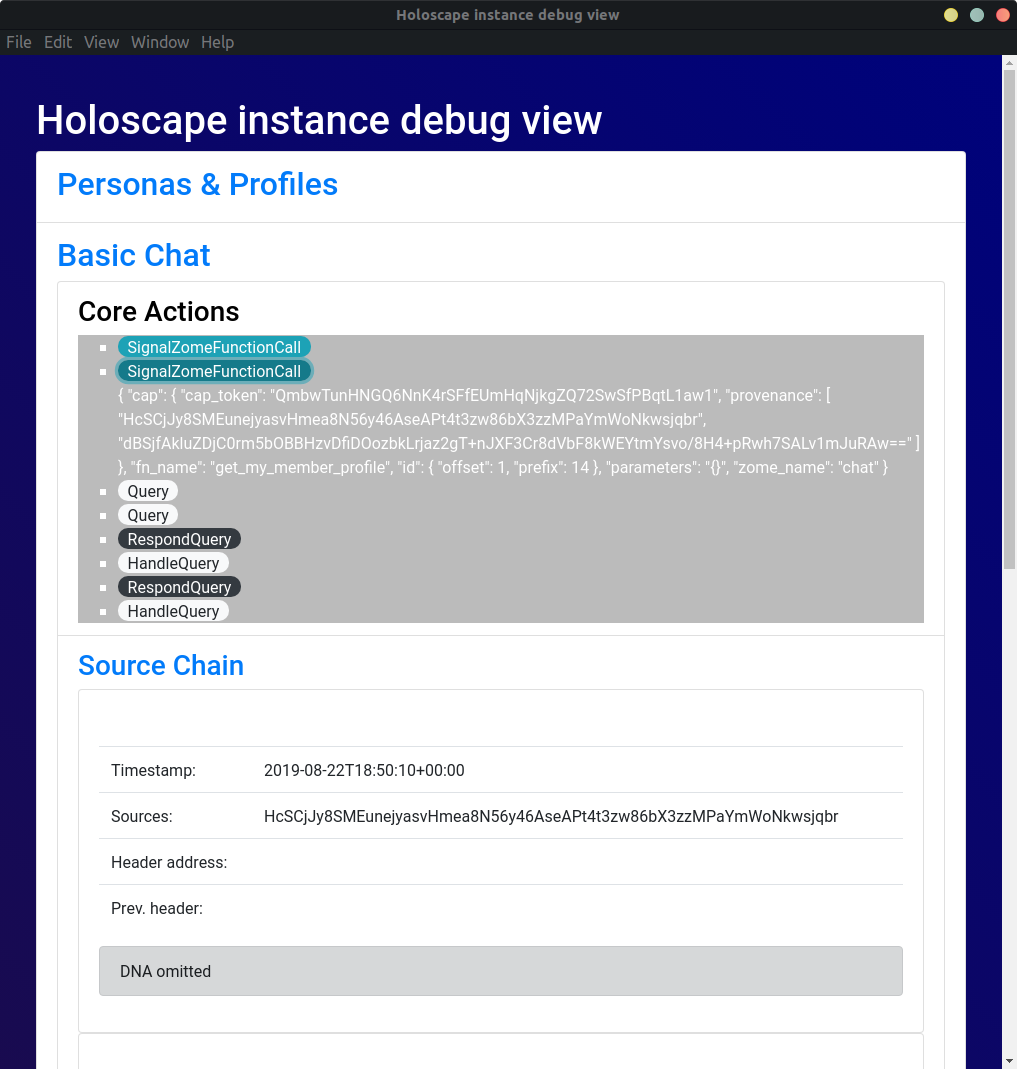 Holoscape instance debug view
File Edit View Window Help
Holoscape instance debug view
Personas & Profiles
Basic Chat
Core Actions
SignalZomeFunctionCall
SignalZomeFunctionCall
{ "cap": { "cap_token": "QmbwTunHNGQ6NnK4rSFfEUmHqNjkgZQ72SwSfPBqtL1aw1", "provenance": [
"HcSCjJy8SMEunejyasvHmea8N56y46AseAPt4t3zw86bX3zzMPaYmWoNkwsjqbr",
"dBSjfAkluZDjC0rm5bOBBHzvDfiDOozbkLrjaz2gT+nJXF3Cr8dVbF8kWEYtmYsvo/8H4+pRwh7SALv1mJuRAw==" ]
}, "fn_name": "get_my_member_profile", "id": { "offset": 1, "prefix": 14 }, "parameters": "{}", "zome_name": "chat" }
Query
Query
RespondQuery
HandleQuery
RespondQuery
HandleQuery
Source Chain
Timestamp: 2019-08-22T18:50:10+00:00
Sources: HcSCjJy8SMEunejyasvHmea8N56y46AseAPt4t3zw86bX3zzMPaYmWoNkwsjqbr
Header address:
Prev. header:
DNA omitted